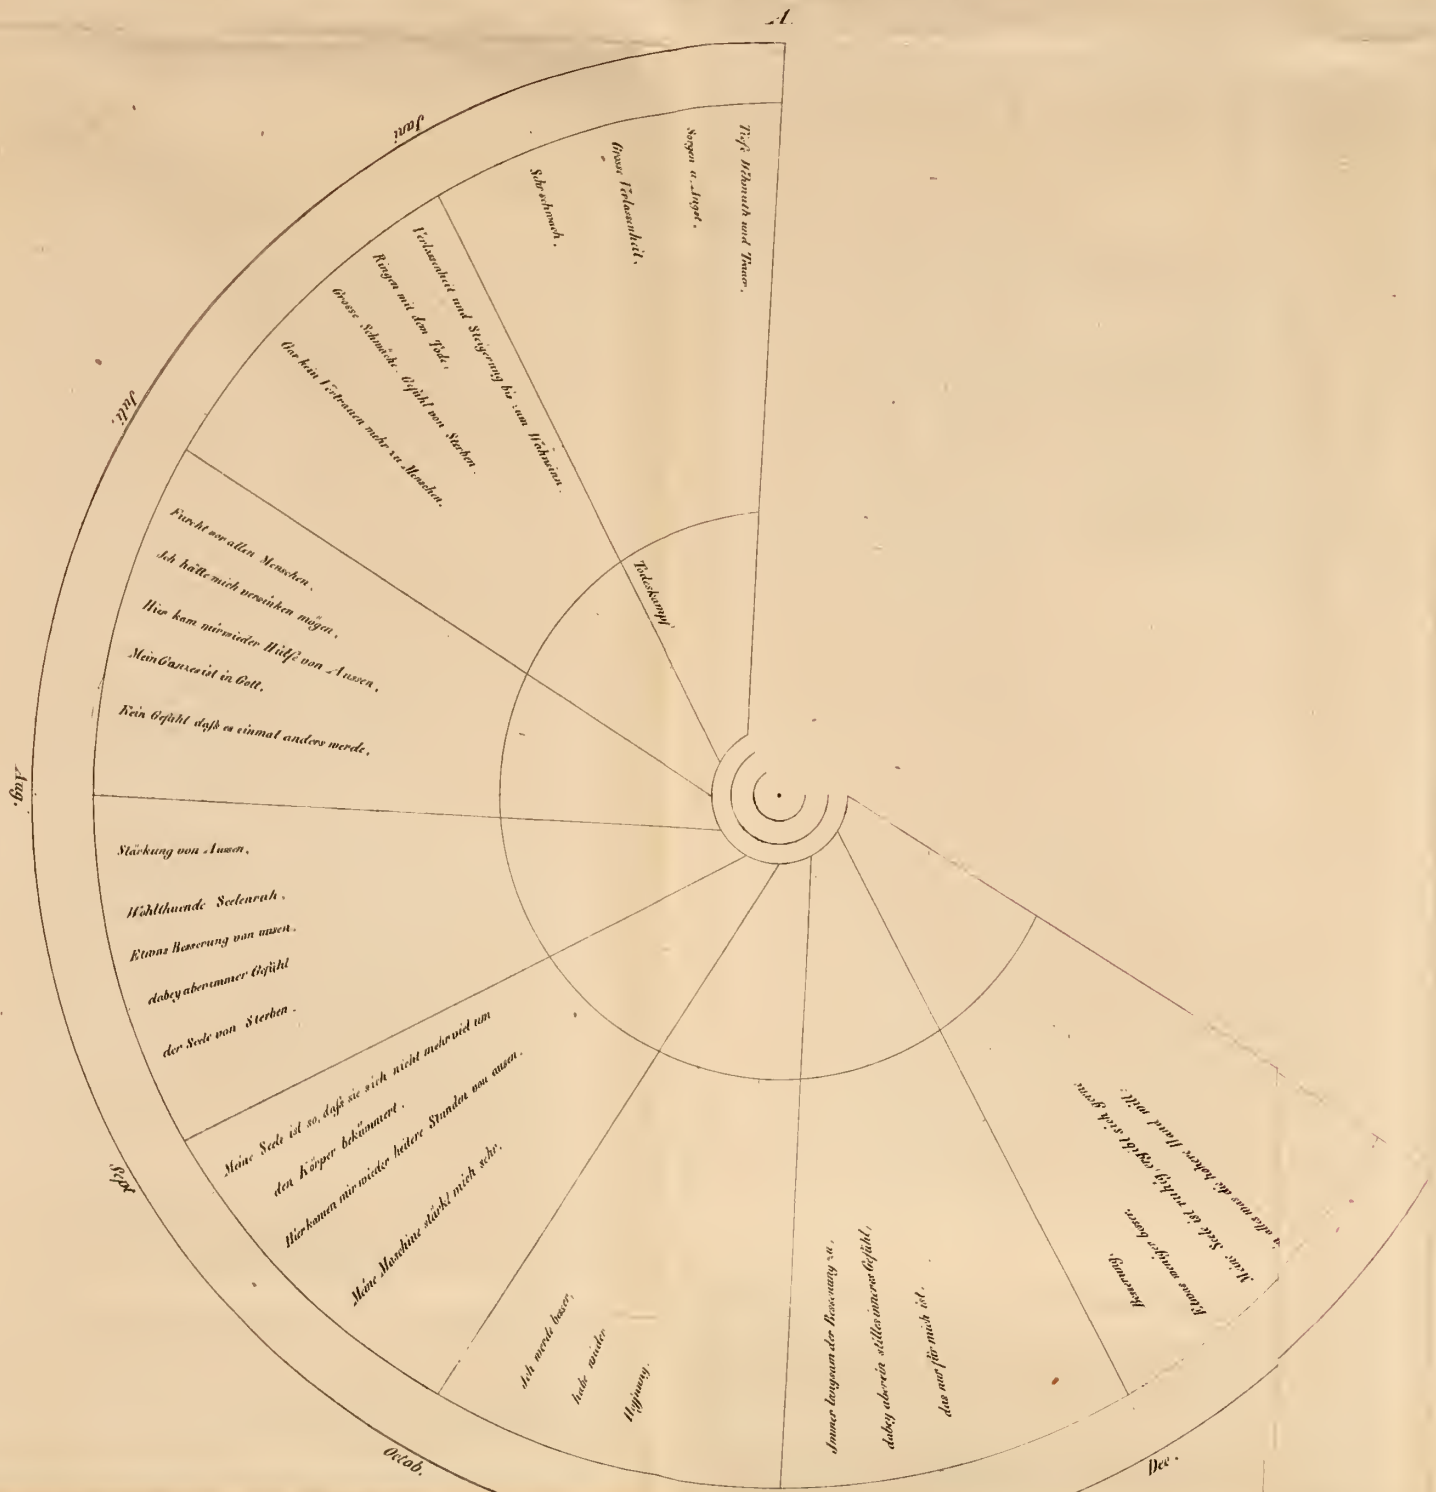 A.
Juni
Tiefe Wehmuth und Trauer.
Sorgen u. Angst.
Grosse Verlassenheit.
Sehr schwach.
Verlassenheit und Steigerung bis zum Wahnsinn.
Ringen mit dem Tode.
Grosse Schwäche. Gefühl von Sterben.
Gar kein Vertrauen mehr zu Menschen.
Todeskampf
Juli.
Furcht vor allen Menschen.
Ich hätte mich versinken mögen.
Hier kam mir wieder Hülfe von Aussen.
Mein Ganzes ist in Gott.
Kein Gefühl daß es einmal anders werde.
Aug.
Stärkung von Aussen.
Wohlthuende Seelenruh.
Etwas Besserung von ausen.
dabey aber immer Gefühl
der Seele von Sterben.
Sept
Meine Seele ist so, daß sie sich nicht mehr viel um
den Körper bekümmert.
Hier kamen mir wieder heitere Stunden von ausen.
Meine Maschine stärkt mich sehr.
Octob.
Ich werde besser,
habe wieder
Hoffnung.
Immer langsam der Besserung zu,
dabey aber ein stilles inneres Gefühl,
das nur für mich ist.
Dec.
Besserung.
Etwas weniger besser.
Meine Seele ist ruhig, ergibt sich gerne
in alles was die höhere Hand will.